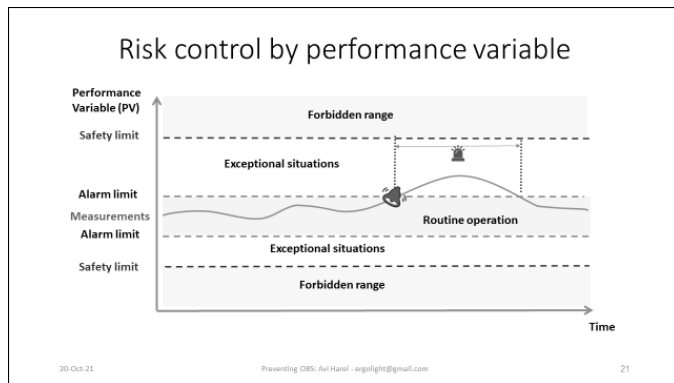 Risk control by performance variable
Performance
Variable (PV)
Forbidden range
Safety limit
Exceptional situations
Alarm limit
Measurements
Routine operation
Alarm limit
Exceptional situations
Safety limit
Forbidden range
Time
20-Oct-21
Preventing OBS: Avi Harel - ergolight@gmail.com
21